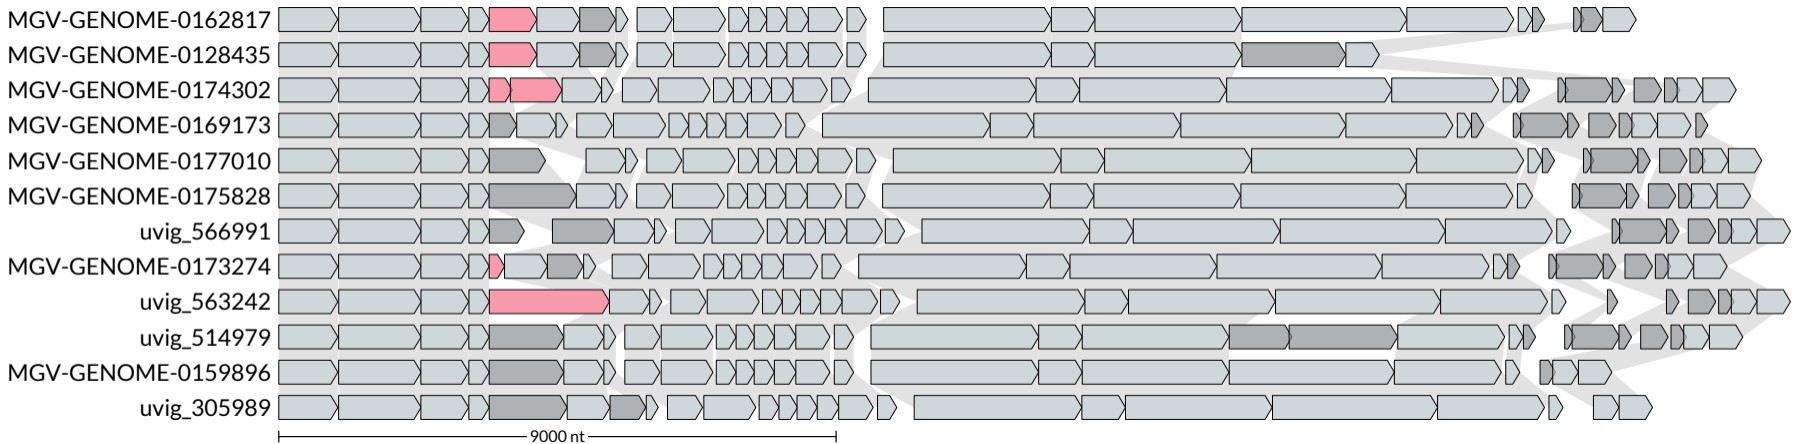 MGV-GENOME-0162817
MGV-GENOME-0128435
MGV-GENOME-0174302
MGV-GENOME-0169173
MGV-GENOME-0177010
MGV-GENOME-0175828
uvig_566991
MGV-GENOME-0173274
uvig_563242
uvig_514979
MGV-GENOME-0159896
uvig_305989
9000 nt